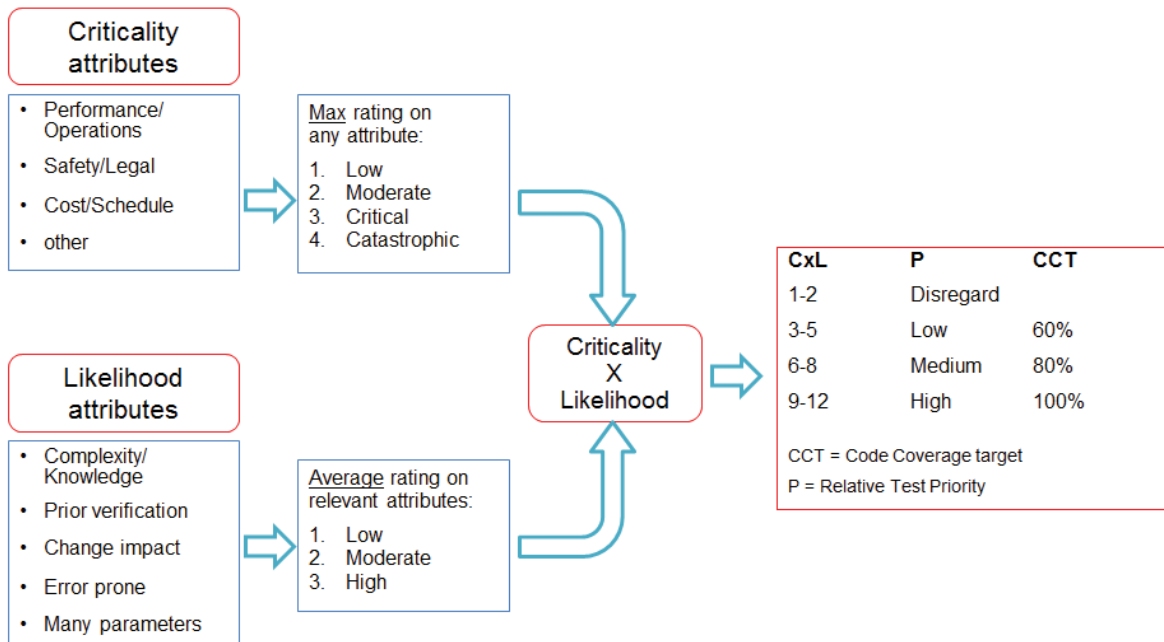 Criticality
attributes
• Performance/
Operations
• Safety/Legal
• Cost/Schedule
• other
Max rating on
any attribute:
1. Low
2. Moderate
3. Critical
4. Catastrophic
Likelihood
attributes
• Complexity/
Knowledge
• Prior verification
• Change impact
• Error prone
• Many parameters
Average rating on
relevant attributes:
1. Low
2. Moderate
3. High
Criticality
X
Likelihood
CxL P CCT
1-2 Disregard
3-5 Low 60%
6-8 Medium 80%
9-12 High 100%
CCT = Code Coverage target
P = Relative Test Priority